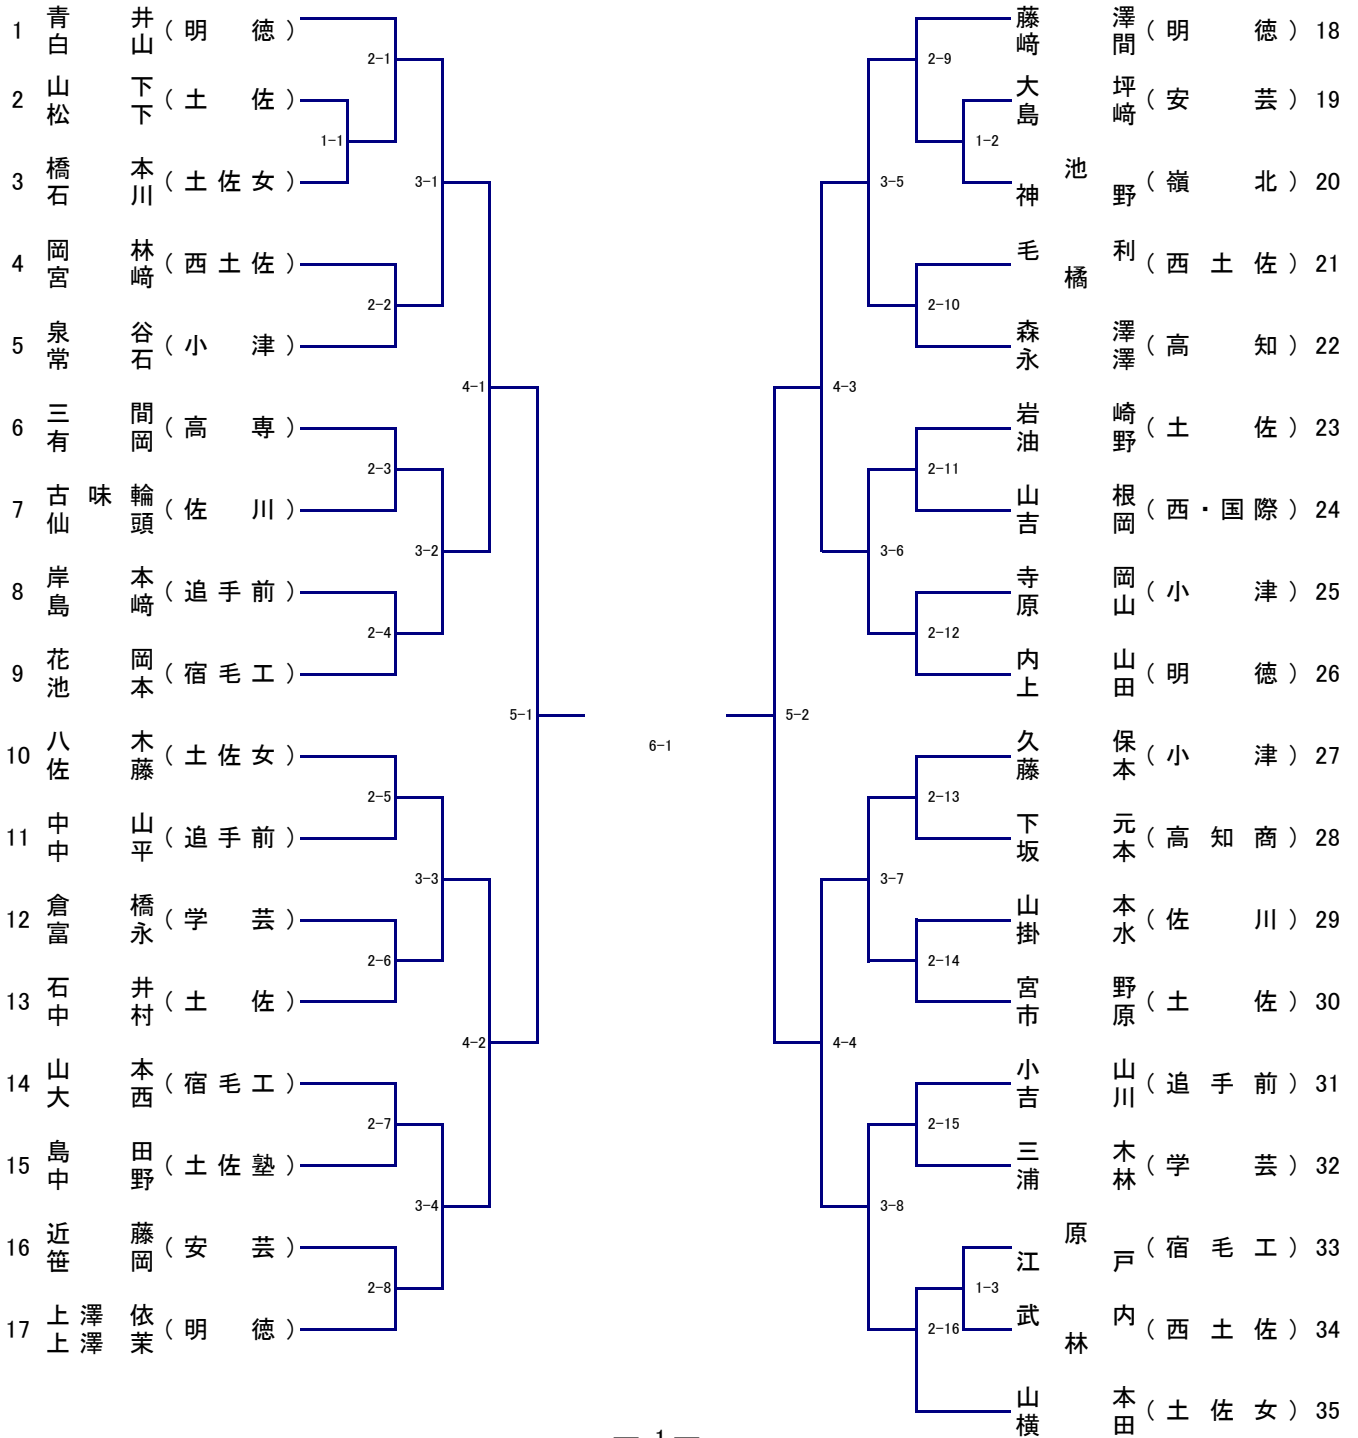 1 青井 白山 (明徳)
2 山下 松下 (土佐)
3 橋本 石川 (土佐女)
4 岡林 宮﨑 (西土佐)
5 泉谷 常石 (小津)
6 三間 有岡 (高専)
7 古味輪 仙頭 (佐川)
8 岸本 島﨑 (追手前)
9 花岡 池本 (宿毛工)
10 八木 佐藤 (土佐女)
11 中山 中平 (追手前)
12 倉橋 富永 (学芸)
13 石井 中村 (土佐)
14 山本 大西 (宿毛工)
15 島田 中野 (土佐塾)
16 近藤 笹岡 (安芸)
17 上澤依 上澤茉 (明徳)
1-1
2-1
2-2
2-3
2-4
2-5
2-6
2-7
2-8
3-1
3-2
3-3
3-4
4-1
4-2
5-1
6-1
5-2
4-3
4-4
3-5
3-6
3-7
3-8
2-9
2-10
2-11
2-12
2-13
2-14
2-15
2-16
1-2
1-3
藤澤 﨑間 (明徳) 18
大坪 島﨑 (安芸) 19
池 神野 (嶺北) 20
毛利 橘 (西土佐) 21
森澤 永澤 (高知) 22
岩崎 油野 (土佐) 23
山根 吉岡 (西・国際) 24
寺岡 原山 (小津) 25
内山 上田 (明徳) 26
久保 藤本 (小津) 27
下元 坂本 (高知商) 28
山本 掛水 (佐川) 29
宮野 市原 (土佐) 30
小山 吉川 (追手前) 31
三木 浦林 (学芸) 32
原 江戸 (宿毛工) 33
武内 林 (西土佐) 34
山本 横田 (土佐女) 35
— 1 —